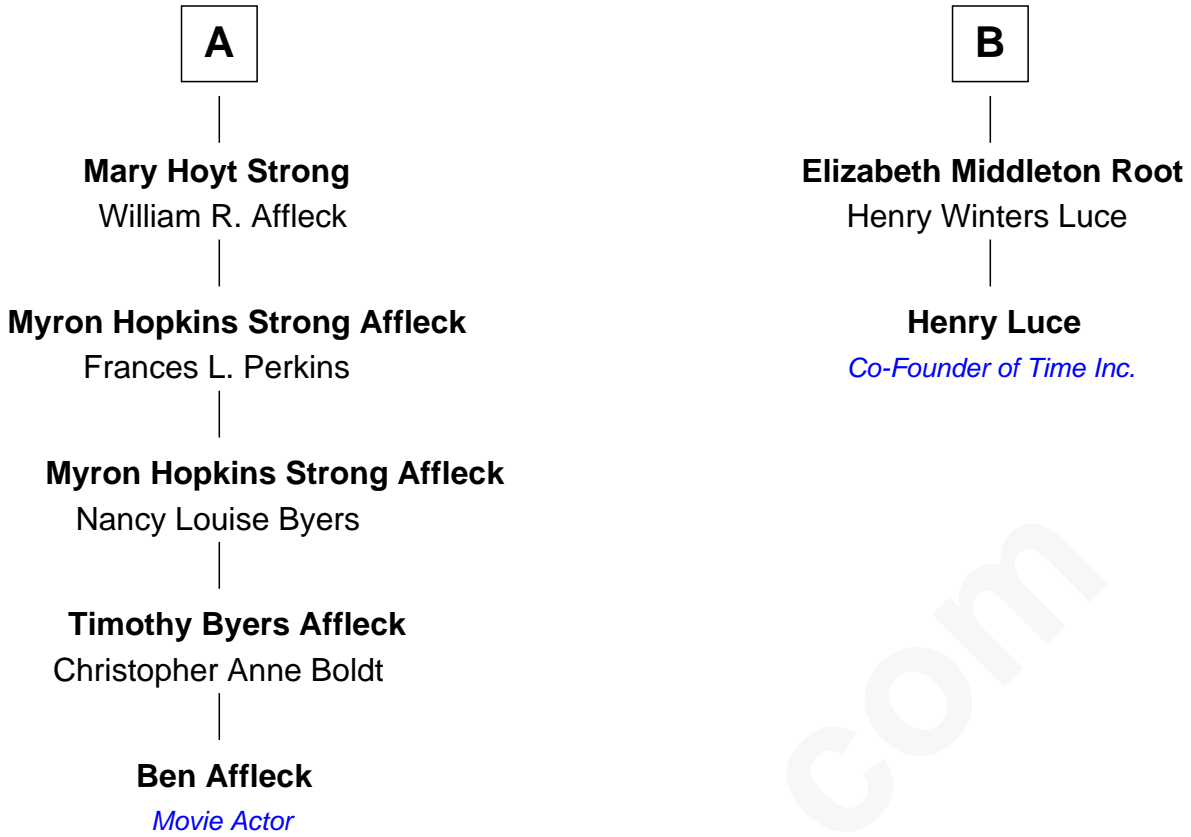 A
Mary Hoyt Strong
William R. Affleck
Myron Hopkins Strong Affleck
Frances L. Perkins
Myron Hopkins Strong Affleck
Nancy Louise Byers
Timothy Byers Affleck
Christopher Anne Boldt
Ben Affleck
Movie Actor
B
Elizabeth Middleton Root
Henry Winters Luce
Henry Luce
Co-Founder of Time Inc.
com